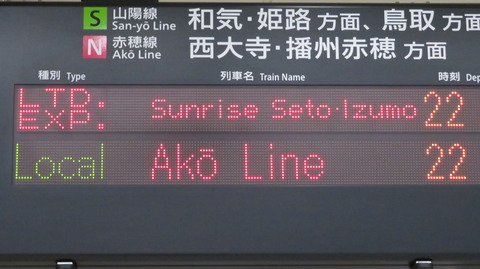 S 山陽線 San-yō Line 和気・姫路 方面、鳥取 方面
N 赤穂線 Akō Line 西大寺・播州赤穂 方面
種別 Type 列車名 Train Name 時刻 De
LTD. EXP. Sunrise Seto·Izumo 22
Local Akō Line 22